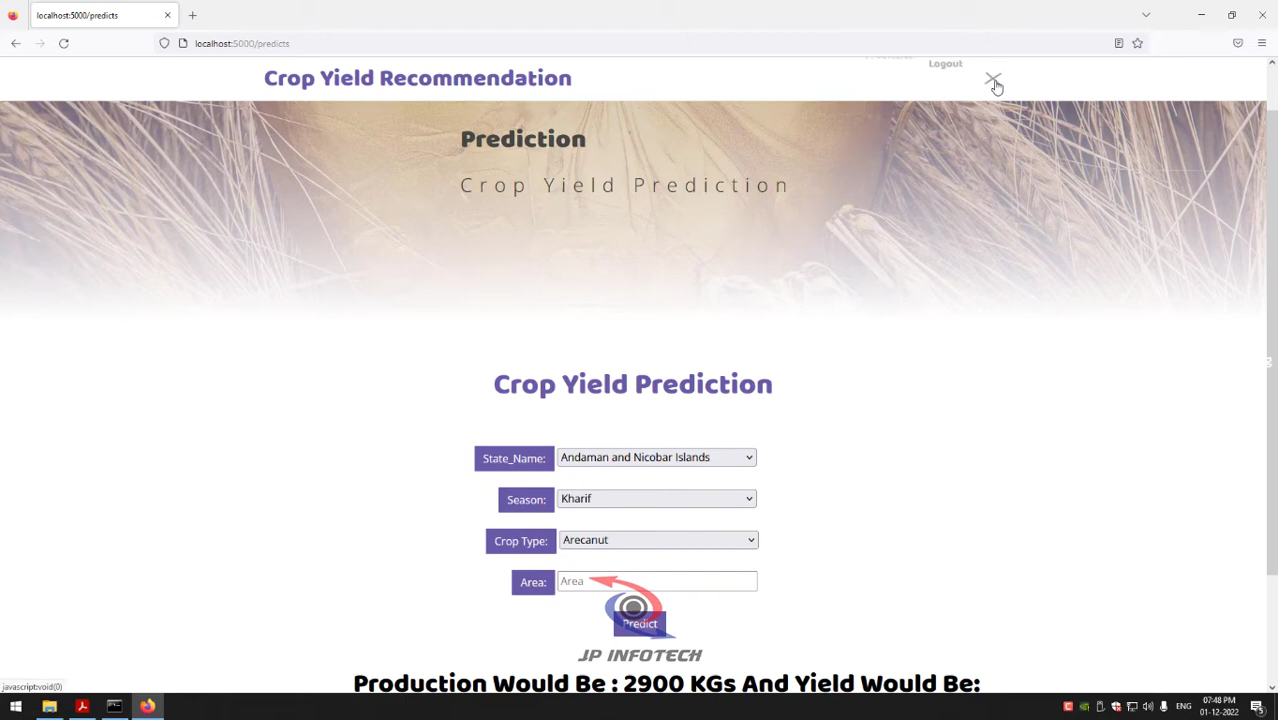 localhost:5000/predicts
localhost:5000/predicts
Logout
Crop Yield Recommendation
Prediction
Crop Yield Prediction
Crop Yield Prediction
State_Name: Andaman and Nicobar Islands
Season: Kharif
Crop Type: Arecanut
Area: Area
Predict
JP INFOTECH
Production Would Be : 2900 KGs And Yield Would Be:
javascript:void(0)
ENG
07:48 PM
01-12-2022
5